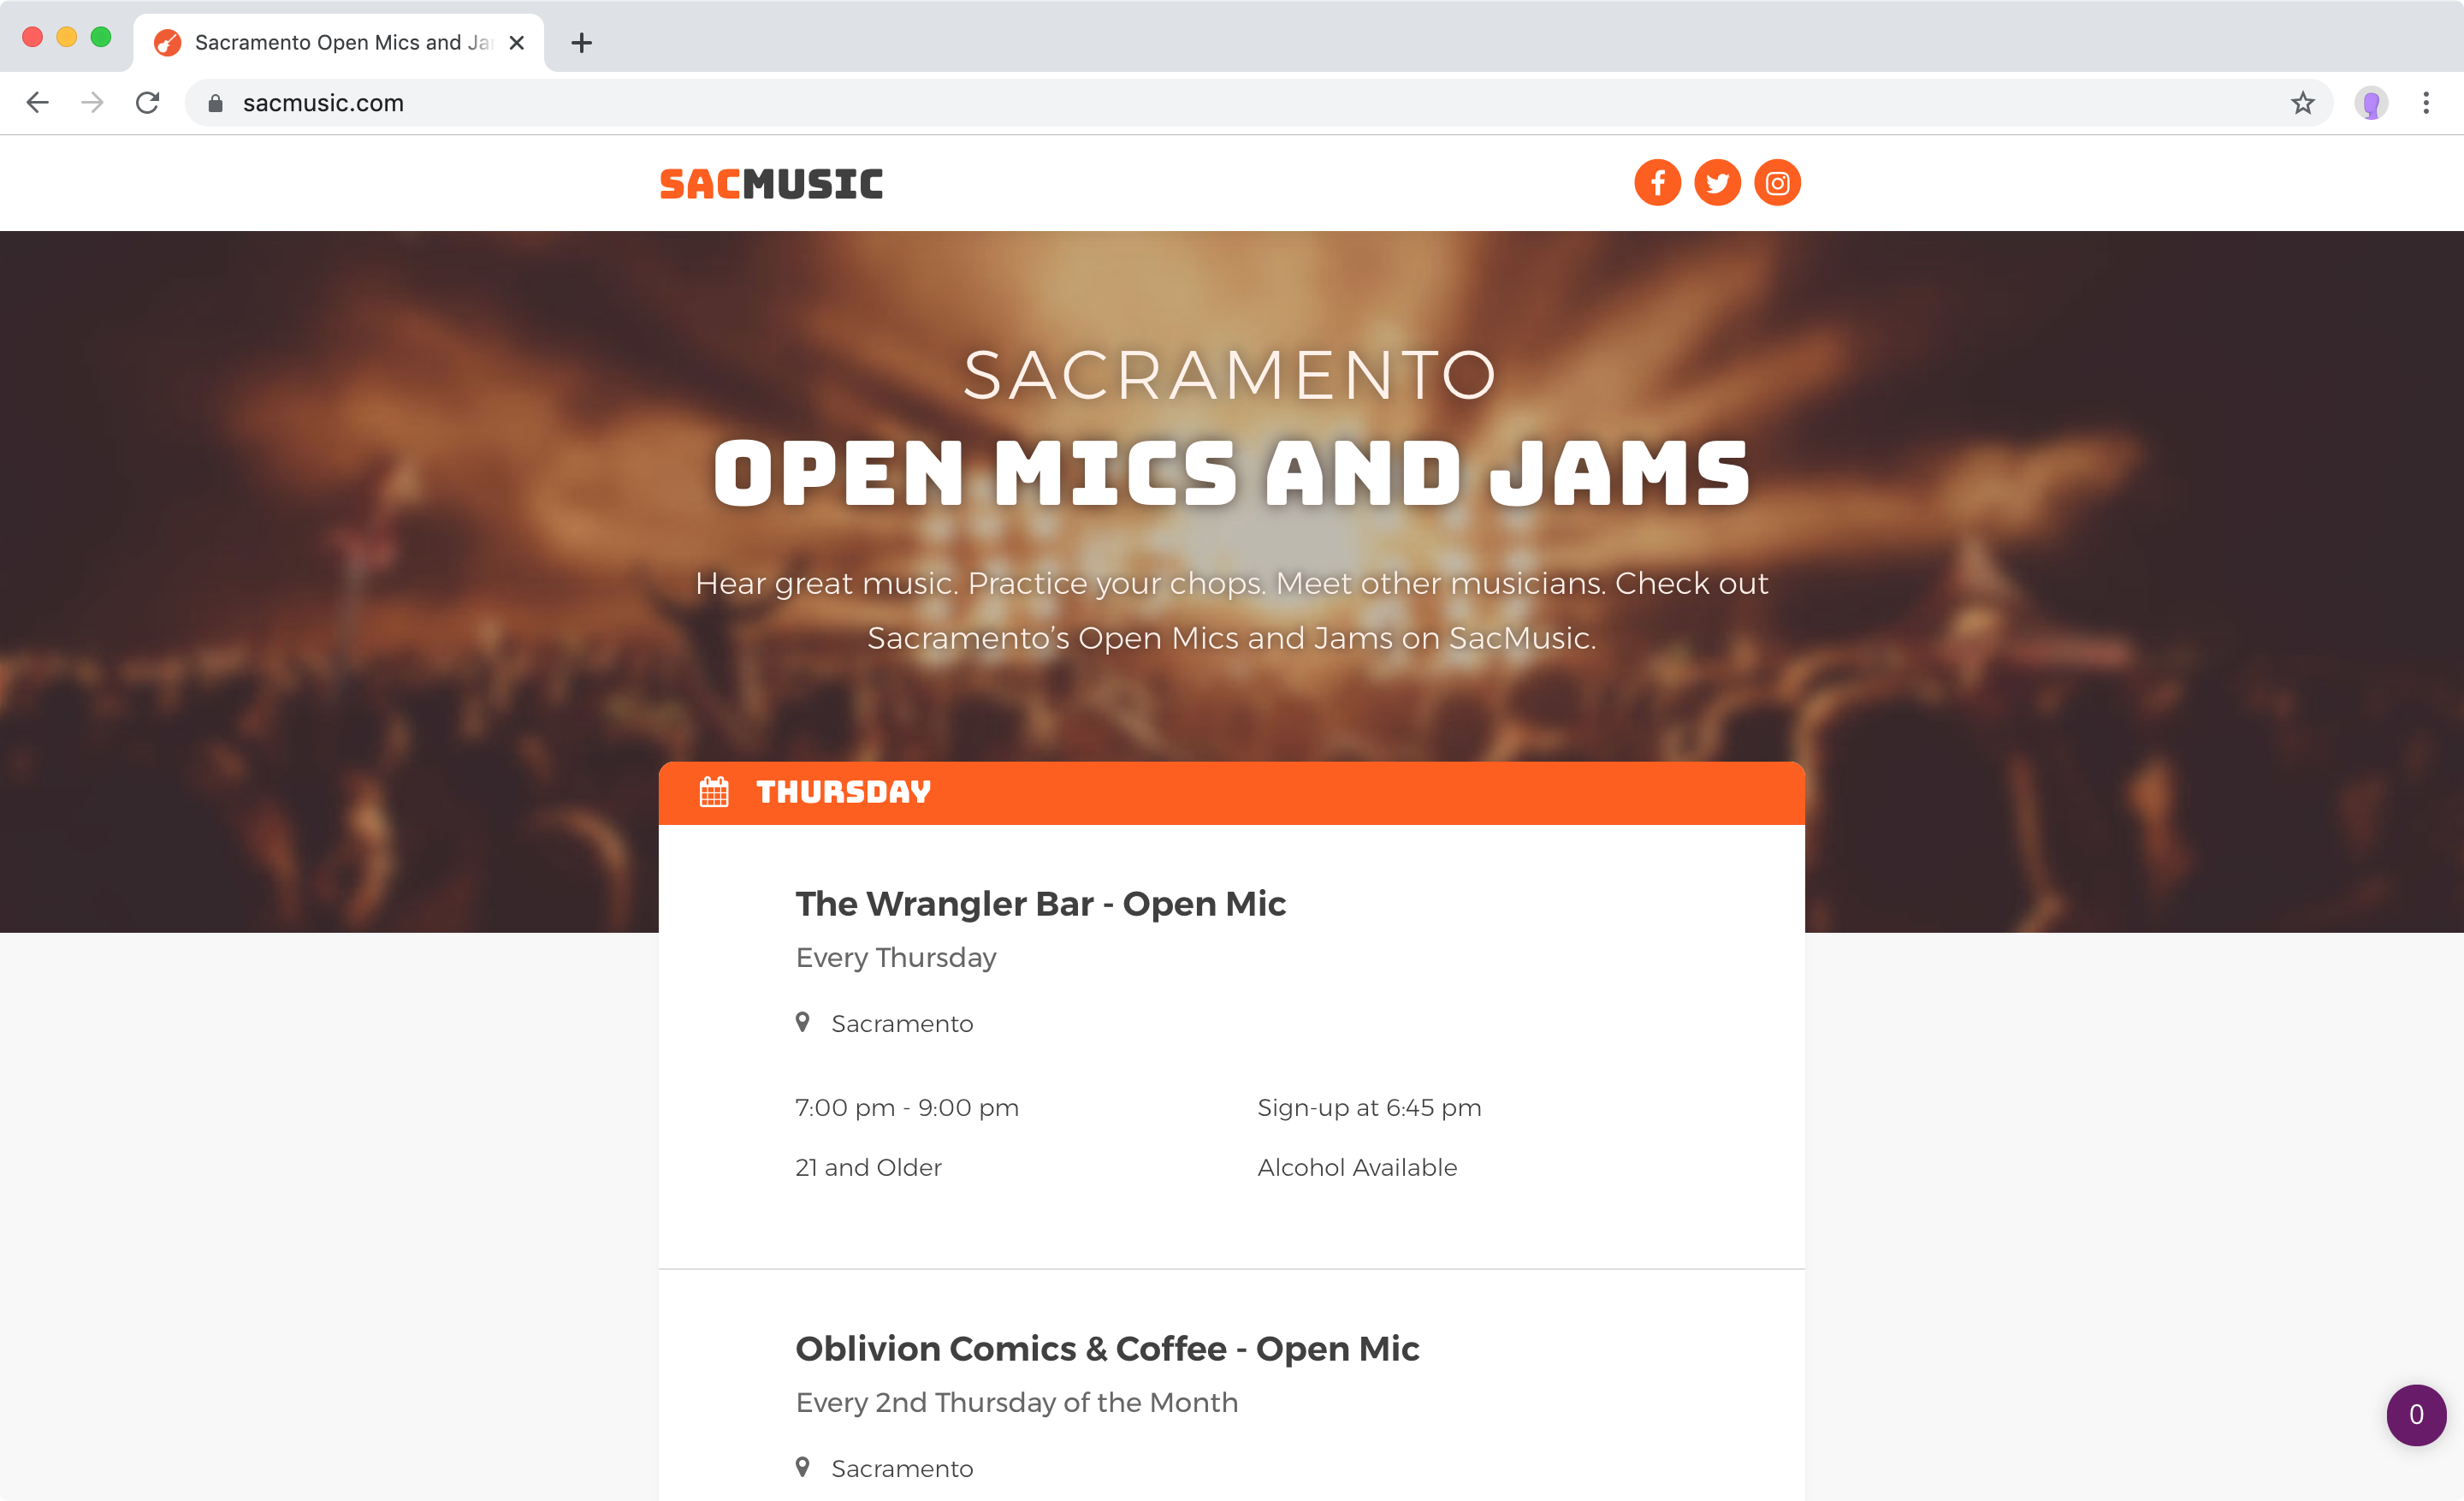 Sacramento Open Mics and Ja
sacmusic.com
SACMUSIC
SACRAMENTO
OPEN MICS AND JAMS
Hear great music. Practice your chops. Meet other musicians. Check out
Sacramento’s Open Mics and Jams on SacMusic.
THURSDAY
The Wrangler Bar - Open Mic
Every Thursday
Sacramento
7:00 pm - 9:00 pm
Sign-up at 6:45 pm
21 and Older
Alcohol Available
Oblivion Comics & Coffee - Open Mic
Every 2nd Thursday of the Month
Sacramento
0